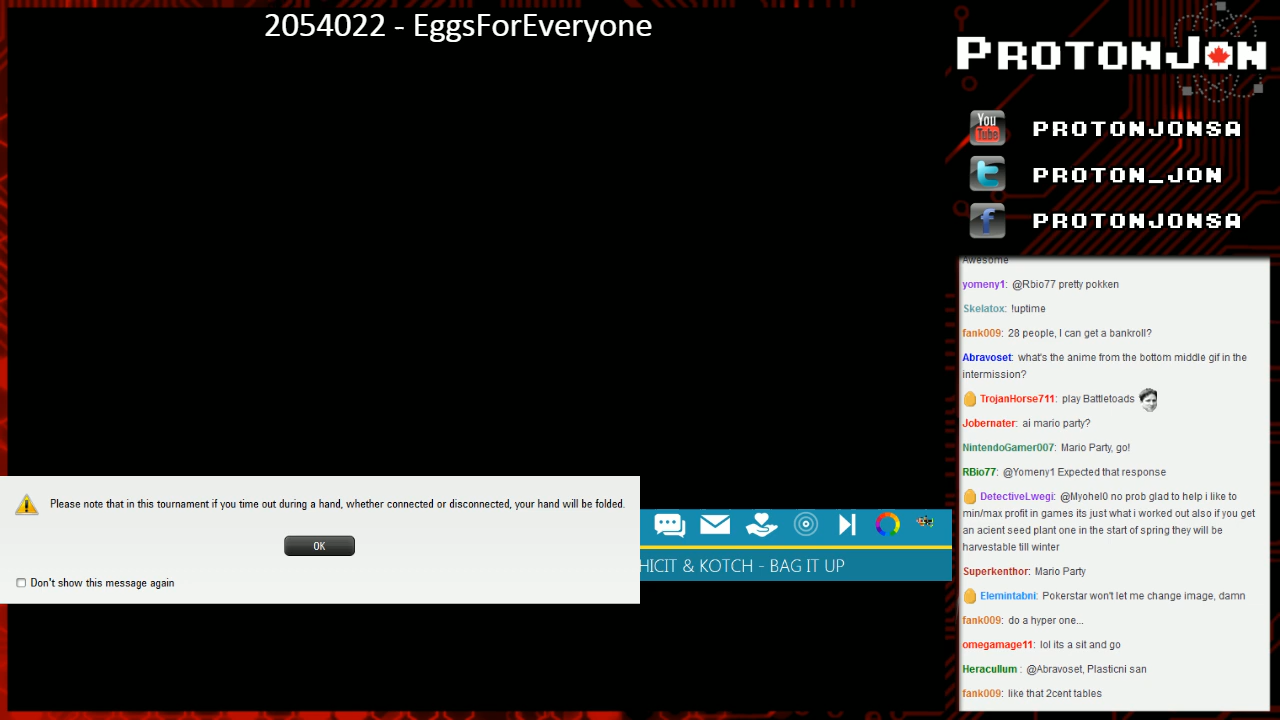 2054022 - EggsForEveryone
PROTONJON
You
Tube
PROTONJONSA
PROTON_JON
PROTONJONSA
Awesome
yomeny1: @Rbio77 pretty pokken
Skelatox: !uptime
fank009: 28 people, I can get a bankroll?
Abravoset: what's the anime from the bottom middle gif in the
intermission?
TrojanHorse711: play Battletoads
Jobernater: ai mario party?
NintendoGamer007: Mario Party, go!
RBio77: @Yomeny1 Expected that response
DetectiveLwegi: @Myohel0 no prob glad to help i like to
min/max profit in games its just what i worked out also if you get
an acient seed plant one in the start of spring they will be
harvestable till winter
Superkenthor: Mario Party
Elemintabni: Pokerstar won't let me change image, damn
fank009: do a hyper one...
omegamage11: lol its a sit and go
Heracullum : @Abravoset, Plasticni san
fank009: like that 2cent tables
Please note that in this tournament if you time out during a hand, whether connected or disconnected, your hand will be folded.
OK
Don't show this message again
HICIT & KOTCH - BAG IT UP